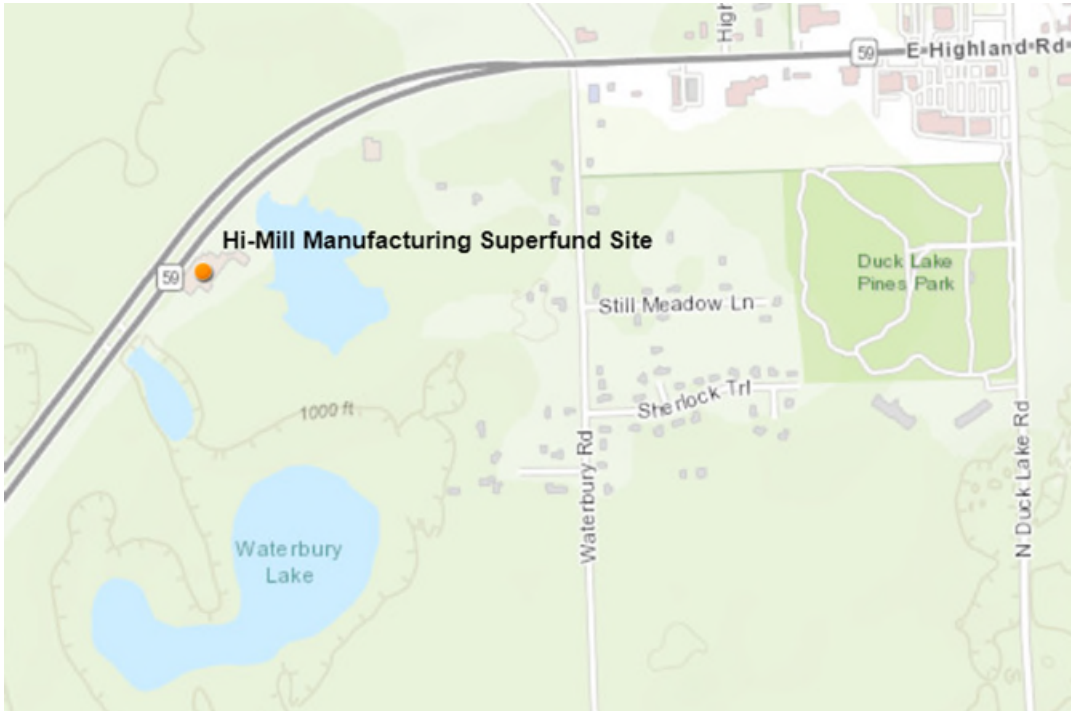 High
59
E Highland Rd
Hi-Mill Manufacturing Superfund Site
59
Duck Lake
Pines Park
Still Meadow Ln
Sherlock Trl
1000 ft
Waterbury Rd
N Duck Lake Rd
Waterbury
Lake